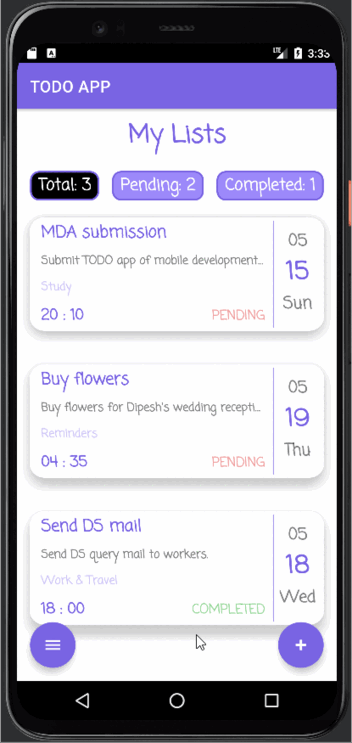 LTE 3:33
TODO APP
My Lists
Total: 3 Pending: 2 Completed: 1
MDA submission
Submit TODO app of mobile development...
Study
20 : 10 PENDING
05
15
Sun
Buy flowers
Buy flowers for Dipesh's wedding recepti...
Reminders
04 : 35 PENDING
05
19
Thu
Send DS mail
Send DS query mail to workers.
Work & Travel
18 : 00 COMPLETED
05
18
Wed